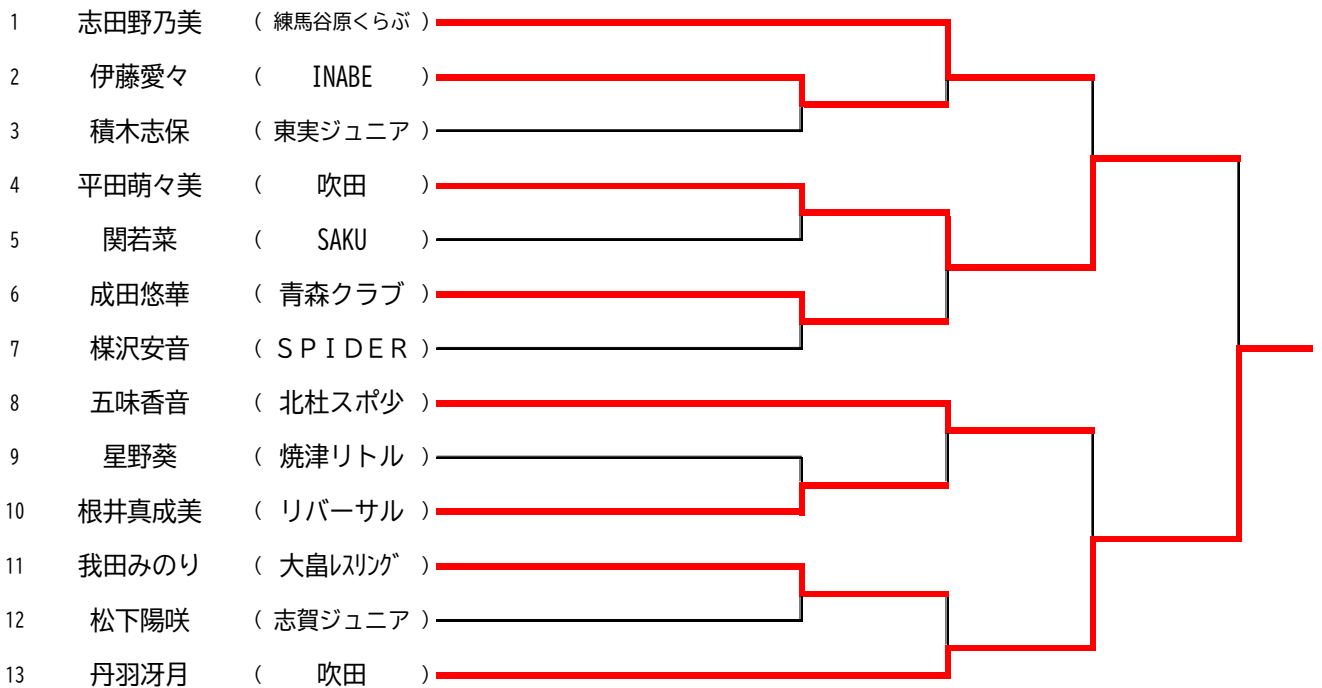 1 志田野乃美 ( 練馬谷原くらぶ )
2 伊藤愛々 ( INABE )
3 積木志保 ( 東実ジュニア )
4 平田萌々美 ( 吹田 )
5 関若菜 ( SAKU )
6 成田悠華 ( 青森クラブ )
7 楳沢安音 ( ＳＰＩＤＥＲ )
8 五味香音 ( 北杜スポ少 )
9 星野葵 ( 焼津リトル )
10 根井真成美 ( リバーサル )
11 我田みのり ( 大畠ﾚｽﾘﾝｸﾞ )
12 松下陽咲 ( 志賀ジュニア )
13 丹羽冴月 ( 吹田 )